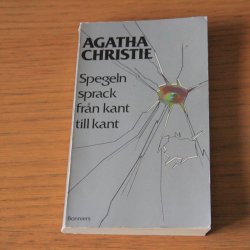 AGATHA
CHRISTIE
Spegeln
sprack
från kant
till kant
Bonniers